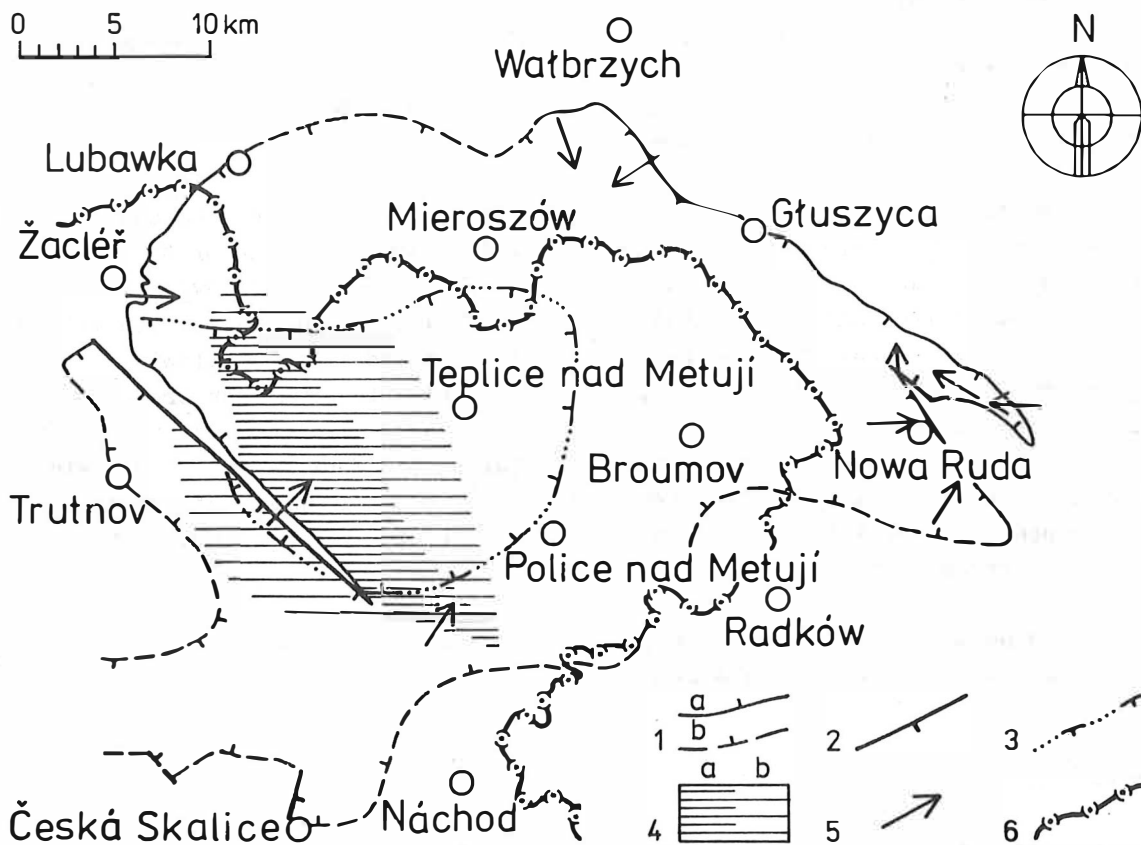 0 5 10 km
Wałbrzych
N
Lubawka
Mieroszów
Głuszyca
Žacléř
Teplice nad Metují
Broumov
Nowa Ruda
Trutnov
Police nad Metují
Radków
Náchod
Česká Skalice
1 a b
2
3
4 a b
5
6